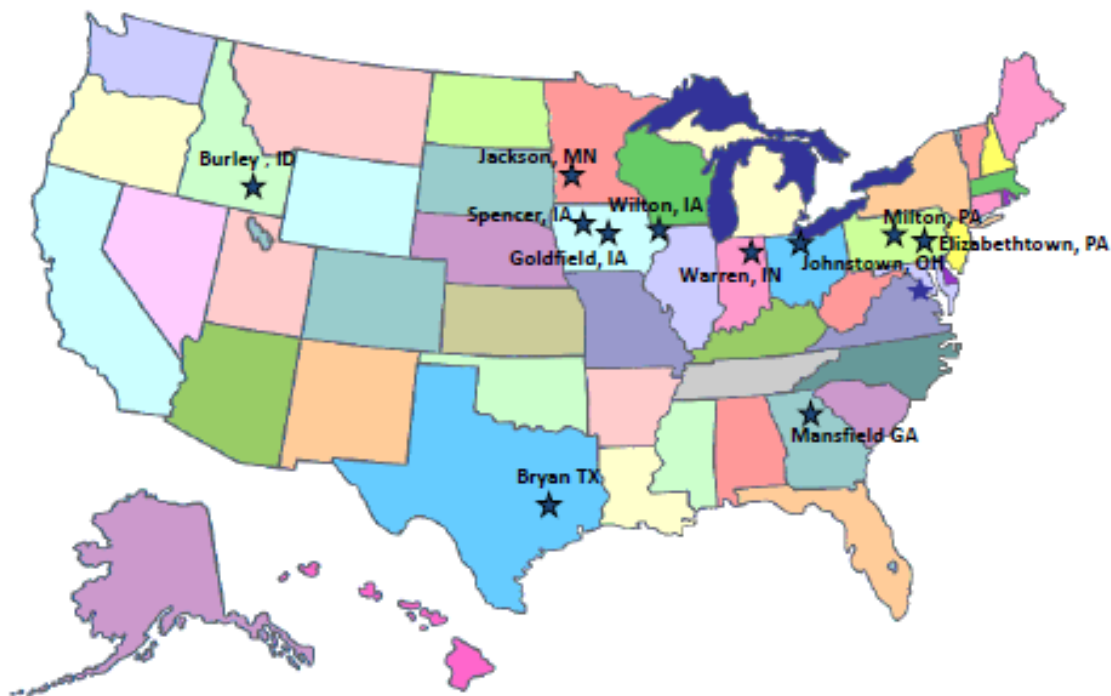 Burley , ID
Jackson, MN
Spencer, IA
Wilton, IA
Goldfield, IA
Warren, IN
Milton, PA
Elizabethtown, PA
Johnstown, OH
Mansfield GA
Bryan TX